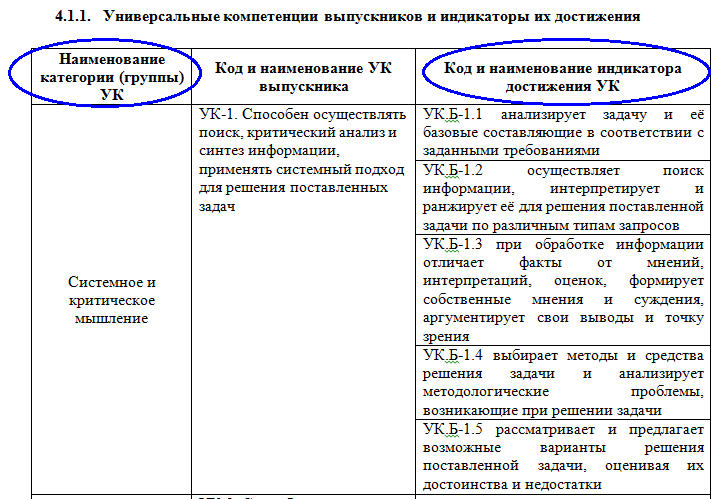 4.1.1. Универсальные компетенции выпускников и индикаторы их достижения
Наименование
категории (группы)
УК
Код и наименование УК
выпускника
Код и наименование индикатора
достижения УК
Системное и
критическое
мышление
УК-1. Способен осуществлять
поиск, критический анализ и
синтез информации,
применять системный подход
для решения поставленных
задач
УК.Б-1.1 анализирует задачу и её
базовые составляющие в соответствии с
заданными требованиями
УК.Б-1.2 осуществляет поиск
информации, интерпретирует и
ранжирует её для решения поставленной
задачи по различным типам запросов
УК.Б-1.3 при обработке информации
отличает факты от мнений,
интерпретаций, оценок, формирует
собственные мнения и суждения,
аргументирует свои выводы и точку
зрения
УК.Б-1.4 выбирает методы и средства
решения задачи и анализирует
методологические проблемы,
возникающие при решении задачи
УК.Б-1.5 рассматривает и предлагает
возможные варианты решения
поставленной задачи, оценивая их
достоинства и недостатки